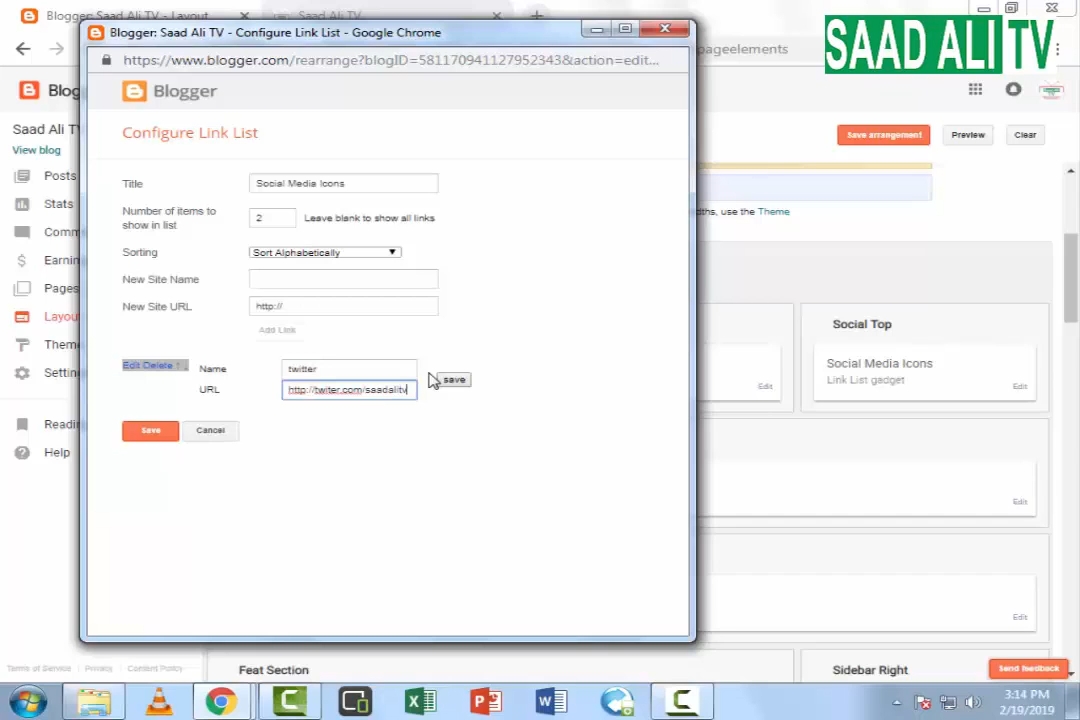 Blogger: Saad Ali TV - Layout
Saad Ali TV
Blogger: Saad Ali TV - Configure Link List - Google Chrome
https://www.blogger.com/rearrange?blogID=581170941127952343&action=edit...
pageelements
SAAD ALI TV
Blogger
Blog
Configure Link List
Saad Ali TV
View blog
Save arrangement
Preview
Clear
Posts
Stats
Comm
Earnin
Pages
Layou
Theme
Settin
Readi
Help
Title
Social Media Icons
Number of items to
show in list
2
Leave blank to show all links
Sorting
Sort Alphabetically
New Site Name
New Site URL
http://
Add Link
Edit Delete
Name
twitter
save
URL
http://twiter.com/saadalitv
Save
Cancel
dths, use the Theme
Social Top
Social Media Icons
Link List gadget
Edit
Edit
Edit
Edit
Terms of Service
Privacy
Content Policy
Feat Section
Sidebar Right
Send feedback
3:14 PM
2/19/2019